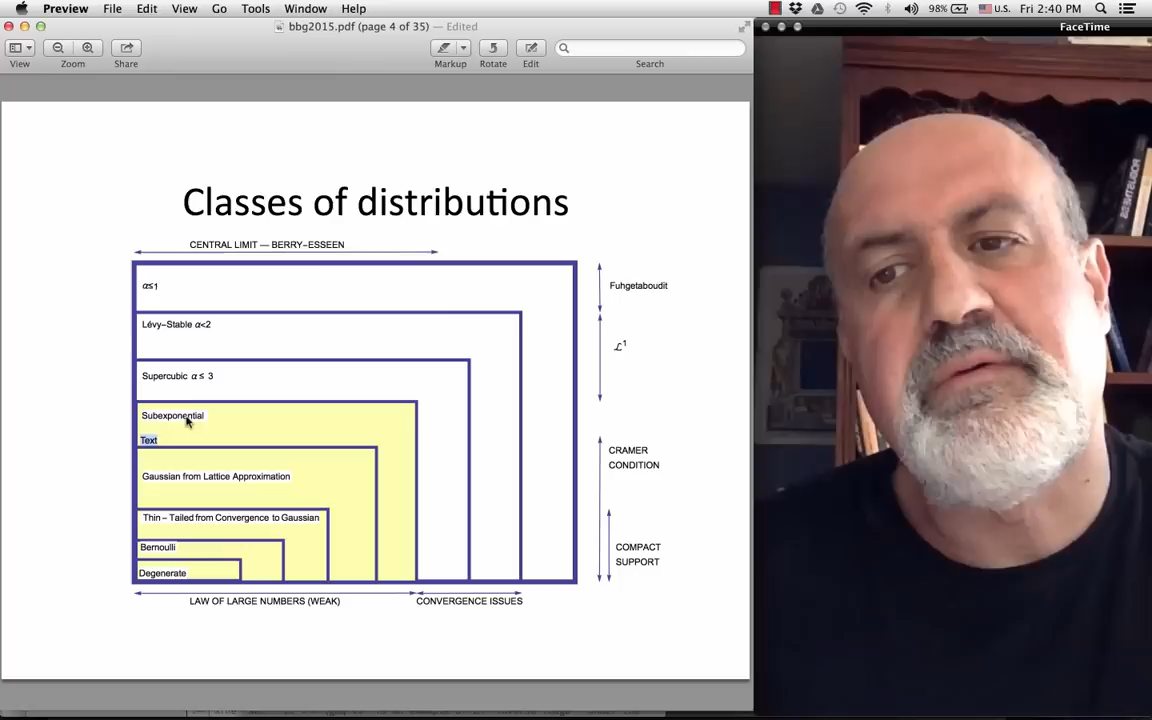 Preview File Edit View Go Tools Window Help 98% U.S. Fri 2:40 PM
bbg2015.pdf (page 4 of 35) — Edited
FaceTime
View Zoom Share Markup Rotate Edit Search
Classes of distributions
CENTRAL LIMIT — BERRY–ESSEEN
α≤1
Fuhgetaboudit
Lévy–Stable α<2
ℒ1
Supercubic α ≤ 3
Subexponential
Text
CRAMER
CONDITION
Gaussian from Lattice Approximation
Thin – Tailed from Convergence to Gaussian
Bernoulli
COMPACT
SUPPORT
Degenerate
LAW OF LARGE NUMBERS (WEAK)
CONVERGENCE ISSUES